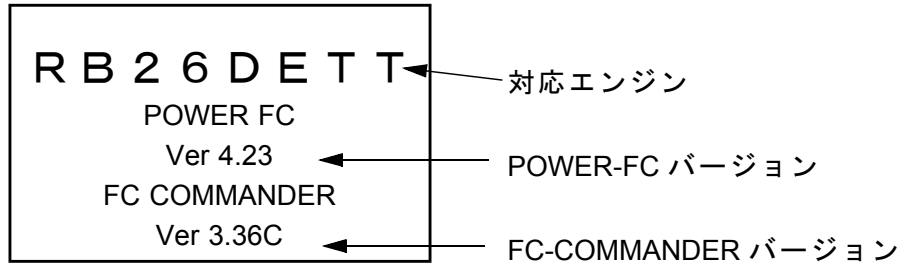 ＲＢ２６ＤＥＴＴ
対応エンジン
POWER FC
Ver 4.23
POWER-FC バージョン
FC COMMANDER
Ver 3.36C
FC-COMMANDER バージョン